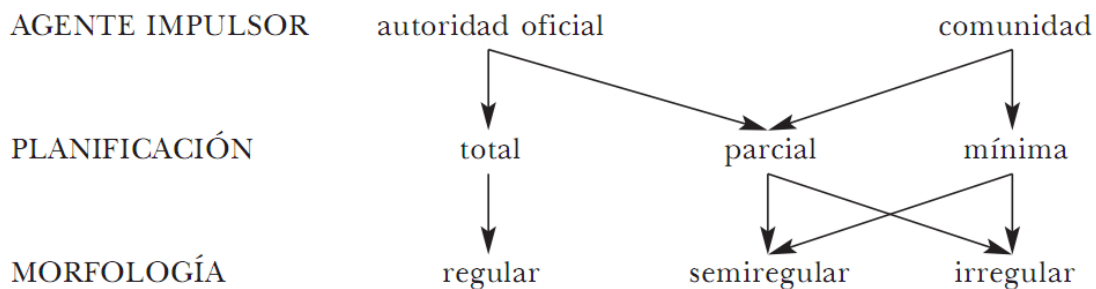 AGENTE IMPULSOR autoridad oficial comunidad
PLANIFICACIÓN total parcial mínima
MORFOLOGÍA regular semiregular irregular